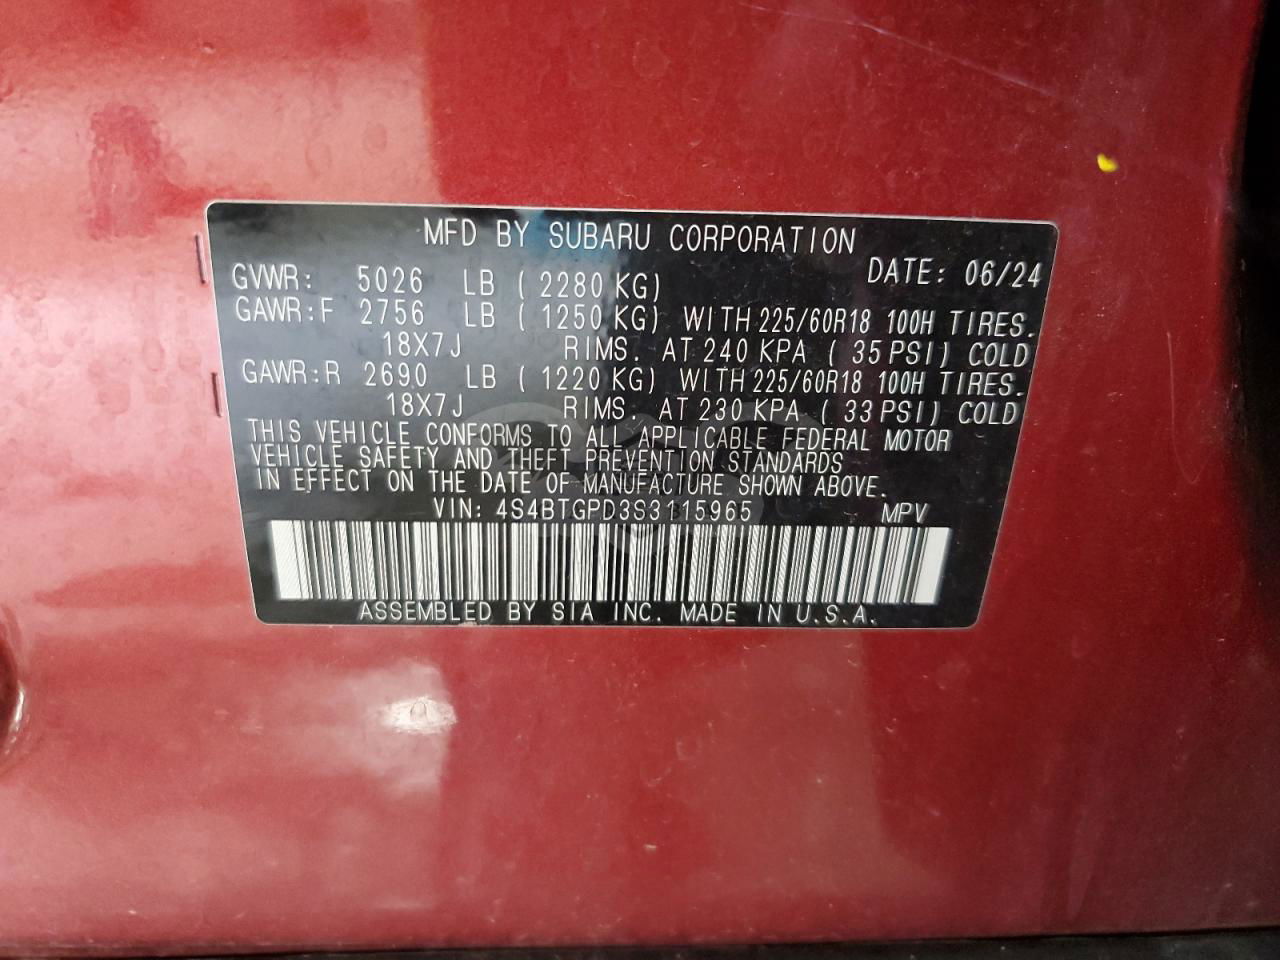 MFD BY SUBARU CORPORATION
GVWR: 5026 LB ( 2280 KG) DATE: 06/24
GAWR:F 2756 LB ( 1250 KG) WITH 225/60R18 100H TIRES.
18X7J RIMS. AT 240 KPA ( 35 PSI) COLD
GAWR:R 2690 LB ( 1220 KG) WITH 225/60R18 100H TIRES.
18X7J RIMS. AT 230 KPA ( 33 PSI) COLD
THIS VEHICLE CONFORMS TO ALL APPLICABLE FEDERAL MOTOR
VEHICLE SAFETY AND THEFT PREVENTION STANDARDS
IN EFFECT ON THE DATE OF MANUFACTURE SHOWN ABOVE.
VIN: 4S4BTGPD3S3115965 MPV
ASSEMBLED BY SIA INC. MADE IN U.S.A.